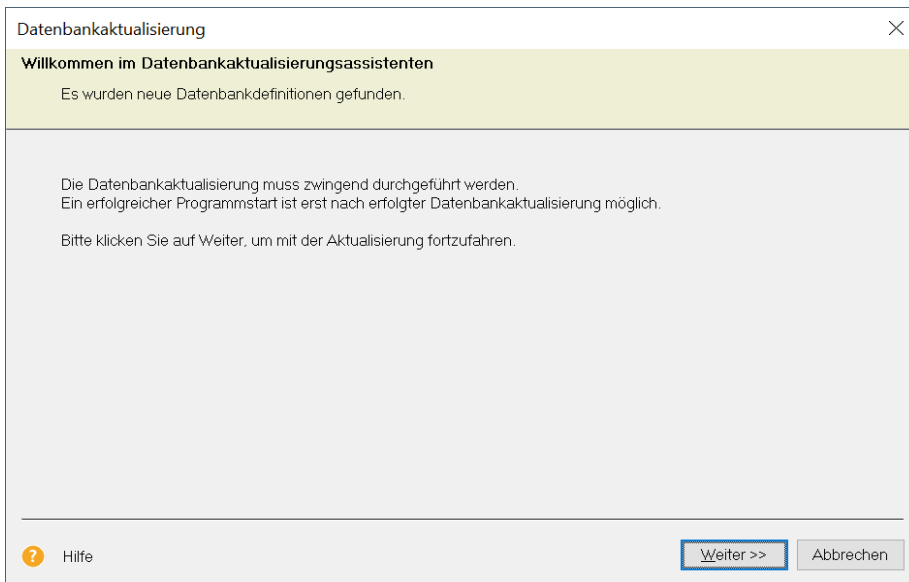 Datenbankaktualisierung
Willkommen im Datenbankaktualisierungsassistenten
Es wurden neue Datenbankdefinitionen gefunden.
Die Datenbankaktualisierung muss zwingend durchgeführt werden.
Ein erfolgreicher Programmstart ist erst nach erfolgter Datenbankaktualisierung möglich.
Bitte klicken Sie auf Weiter, um mit der Aktualisierung fortzufahren.
? Hilfe Weiter >> Abbrechen